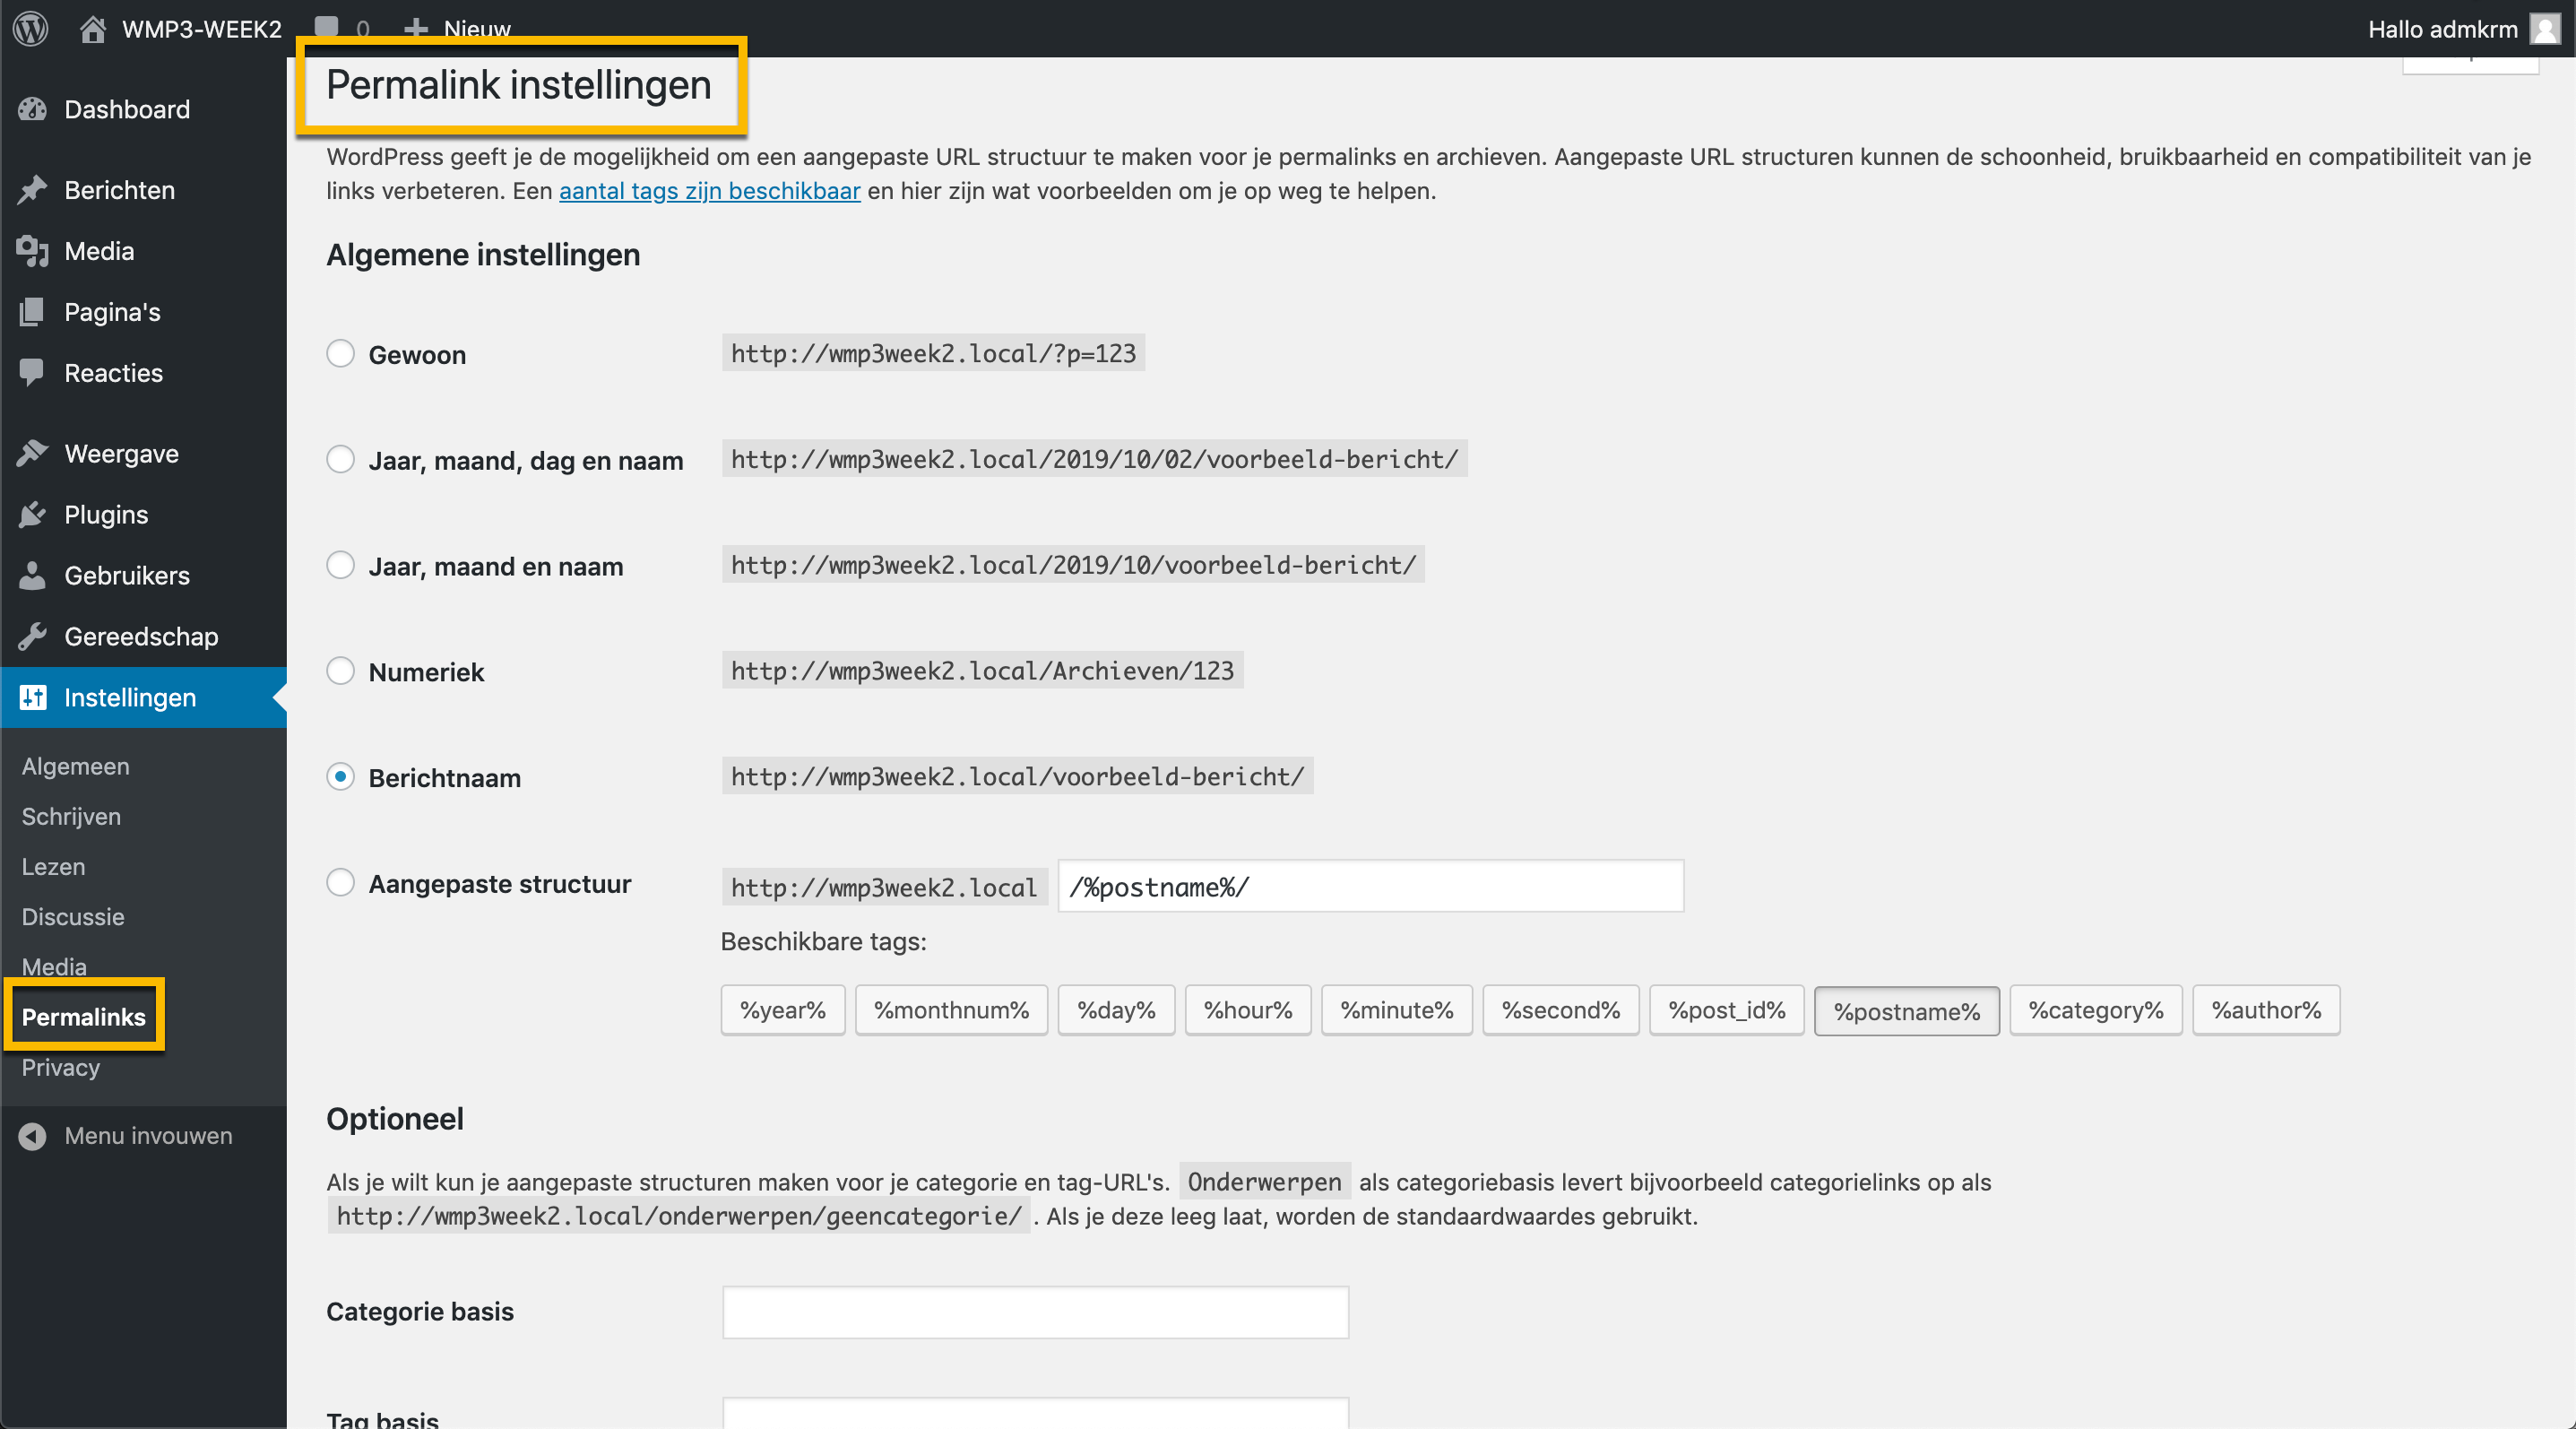 WMP3-WEEK2 0 Nieuw Hallo admkrm
Dashboard
Berichten
Media
Pagina's
Reacties
Weergave
Plugins
Gebruikers
Gereedschap
Instellingen
Algemeen
Schrijven
Lezen
Discussie
Media
Permalinks
Privacy
Menu invouwen
Permalink instellingen
WordPress geeft je de mogelijkheid om een aangepaste URL structuur te maken voor je permalinks en archieven. Aangepaste URL structuren kunnen de schoonheid, bruikbaarheid en compatibiliteit van je
links verbeteren. Een aantal tags zijn beschikbaar en hier zijn wat voorbeelden om je op weg te helpen.
Algemene instellingen
Gewoon http://wmp3week2.local/?p=123
Jaar, maand, dag en naam http://wmp3week2.local/2019/10/02/voorbeeld-bericht/
Jaar, maand en naam http://wmp3week2.local/2019/10/voorbeeld-bericht/
Numeriek http://wmp3week2.local/Archieven/123
Berichtnaam http://wmp3week2.local/voorbeeld-bericht/
Aangepaste structuur http://wmp3week2.local /%postname%/
Beschikbare tags:
%year% %monthnum% %day% %hour% %minute% %second% %post_id% %postname% %category% %author%
Optioneel
Als je wilt kun je aangepaste structuren maken voor je categorie en tag-URL's. Onderwerpen als categoriebasis levert bijvoorbeeld categorielinks op als
http://wmp3week2.local/onderwerpen/geencategorie/ . Als je deze leeg laat, worden de standaardwaardes gebruikt.
Categorie basis
Tag basis